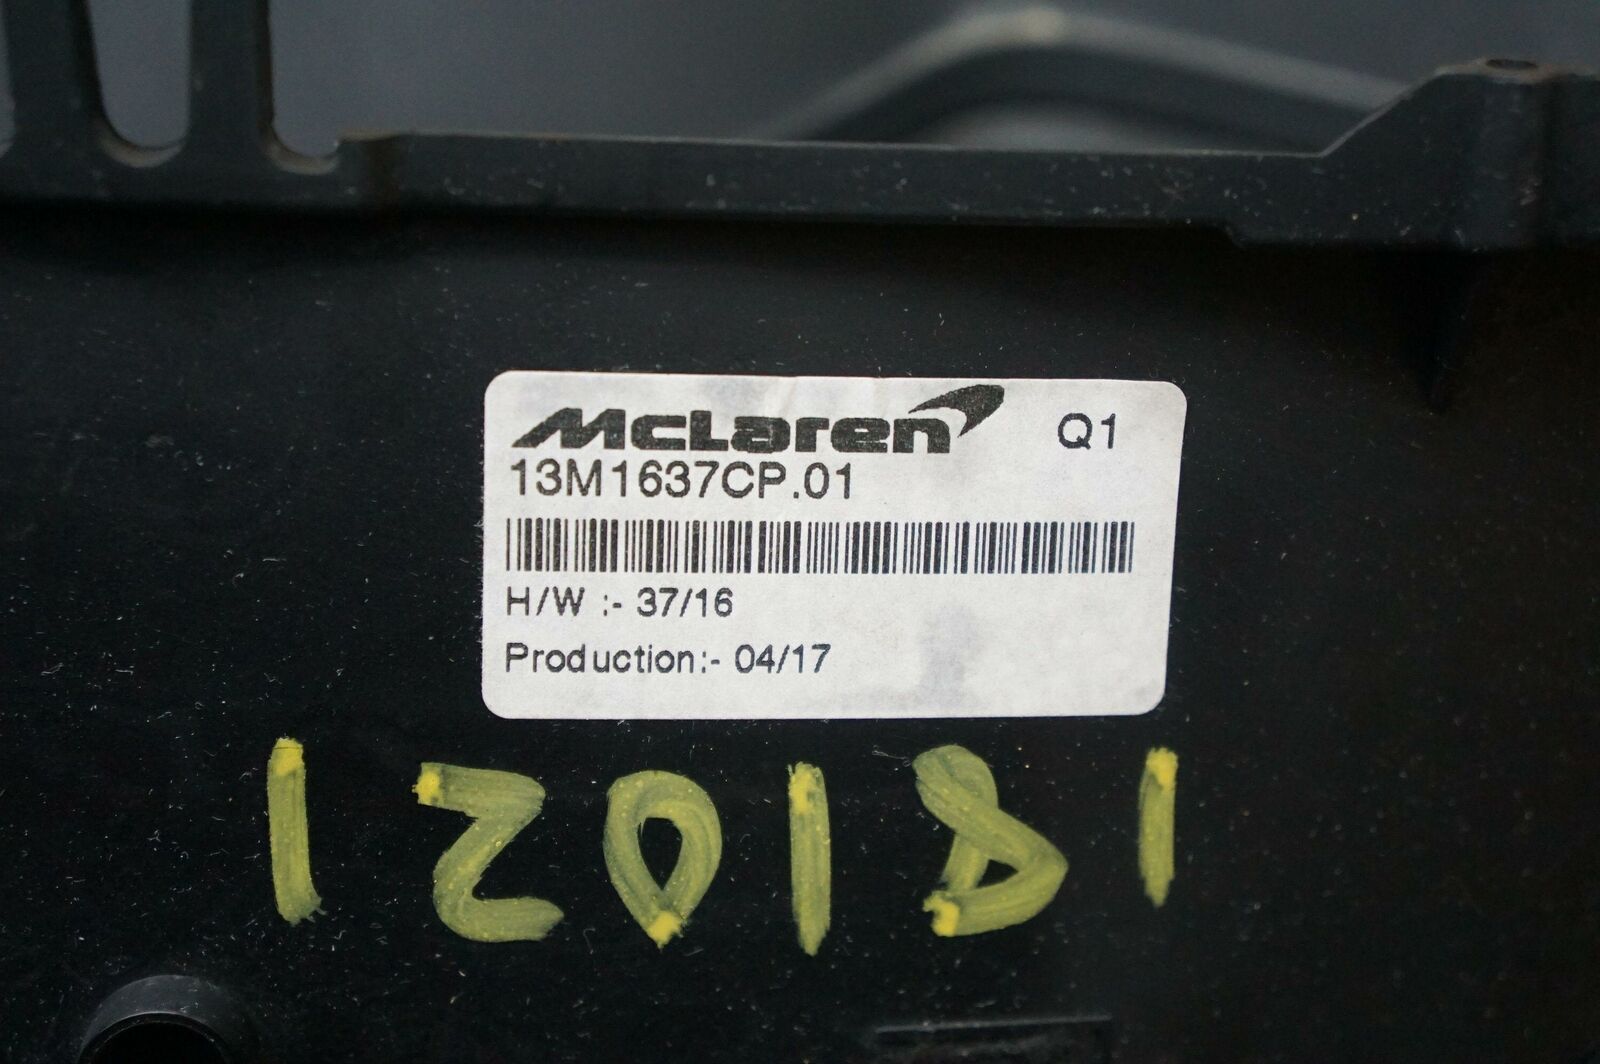 McLaren Q1
13M1637CP.01
H/W :- 37/16
Production:- 04/17
120181